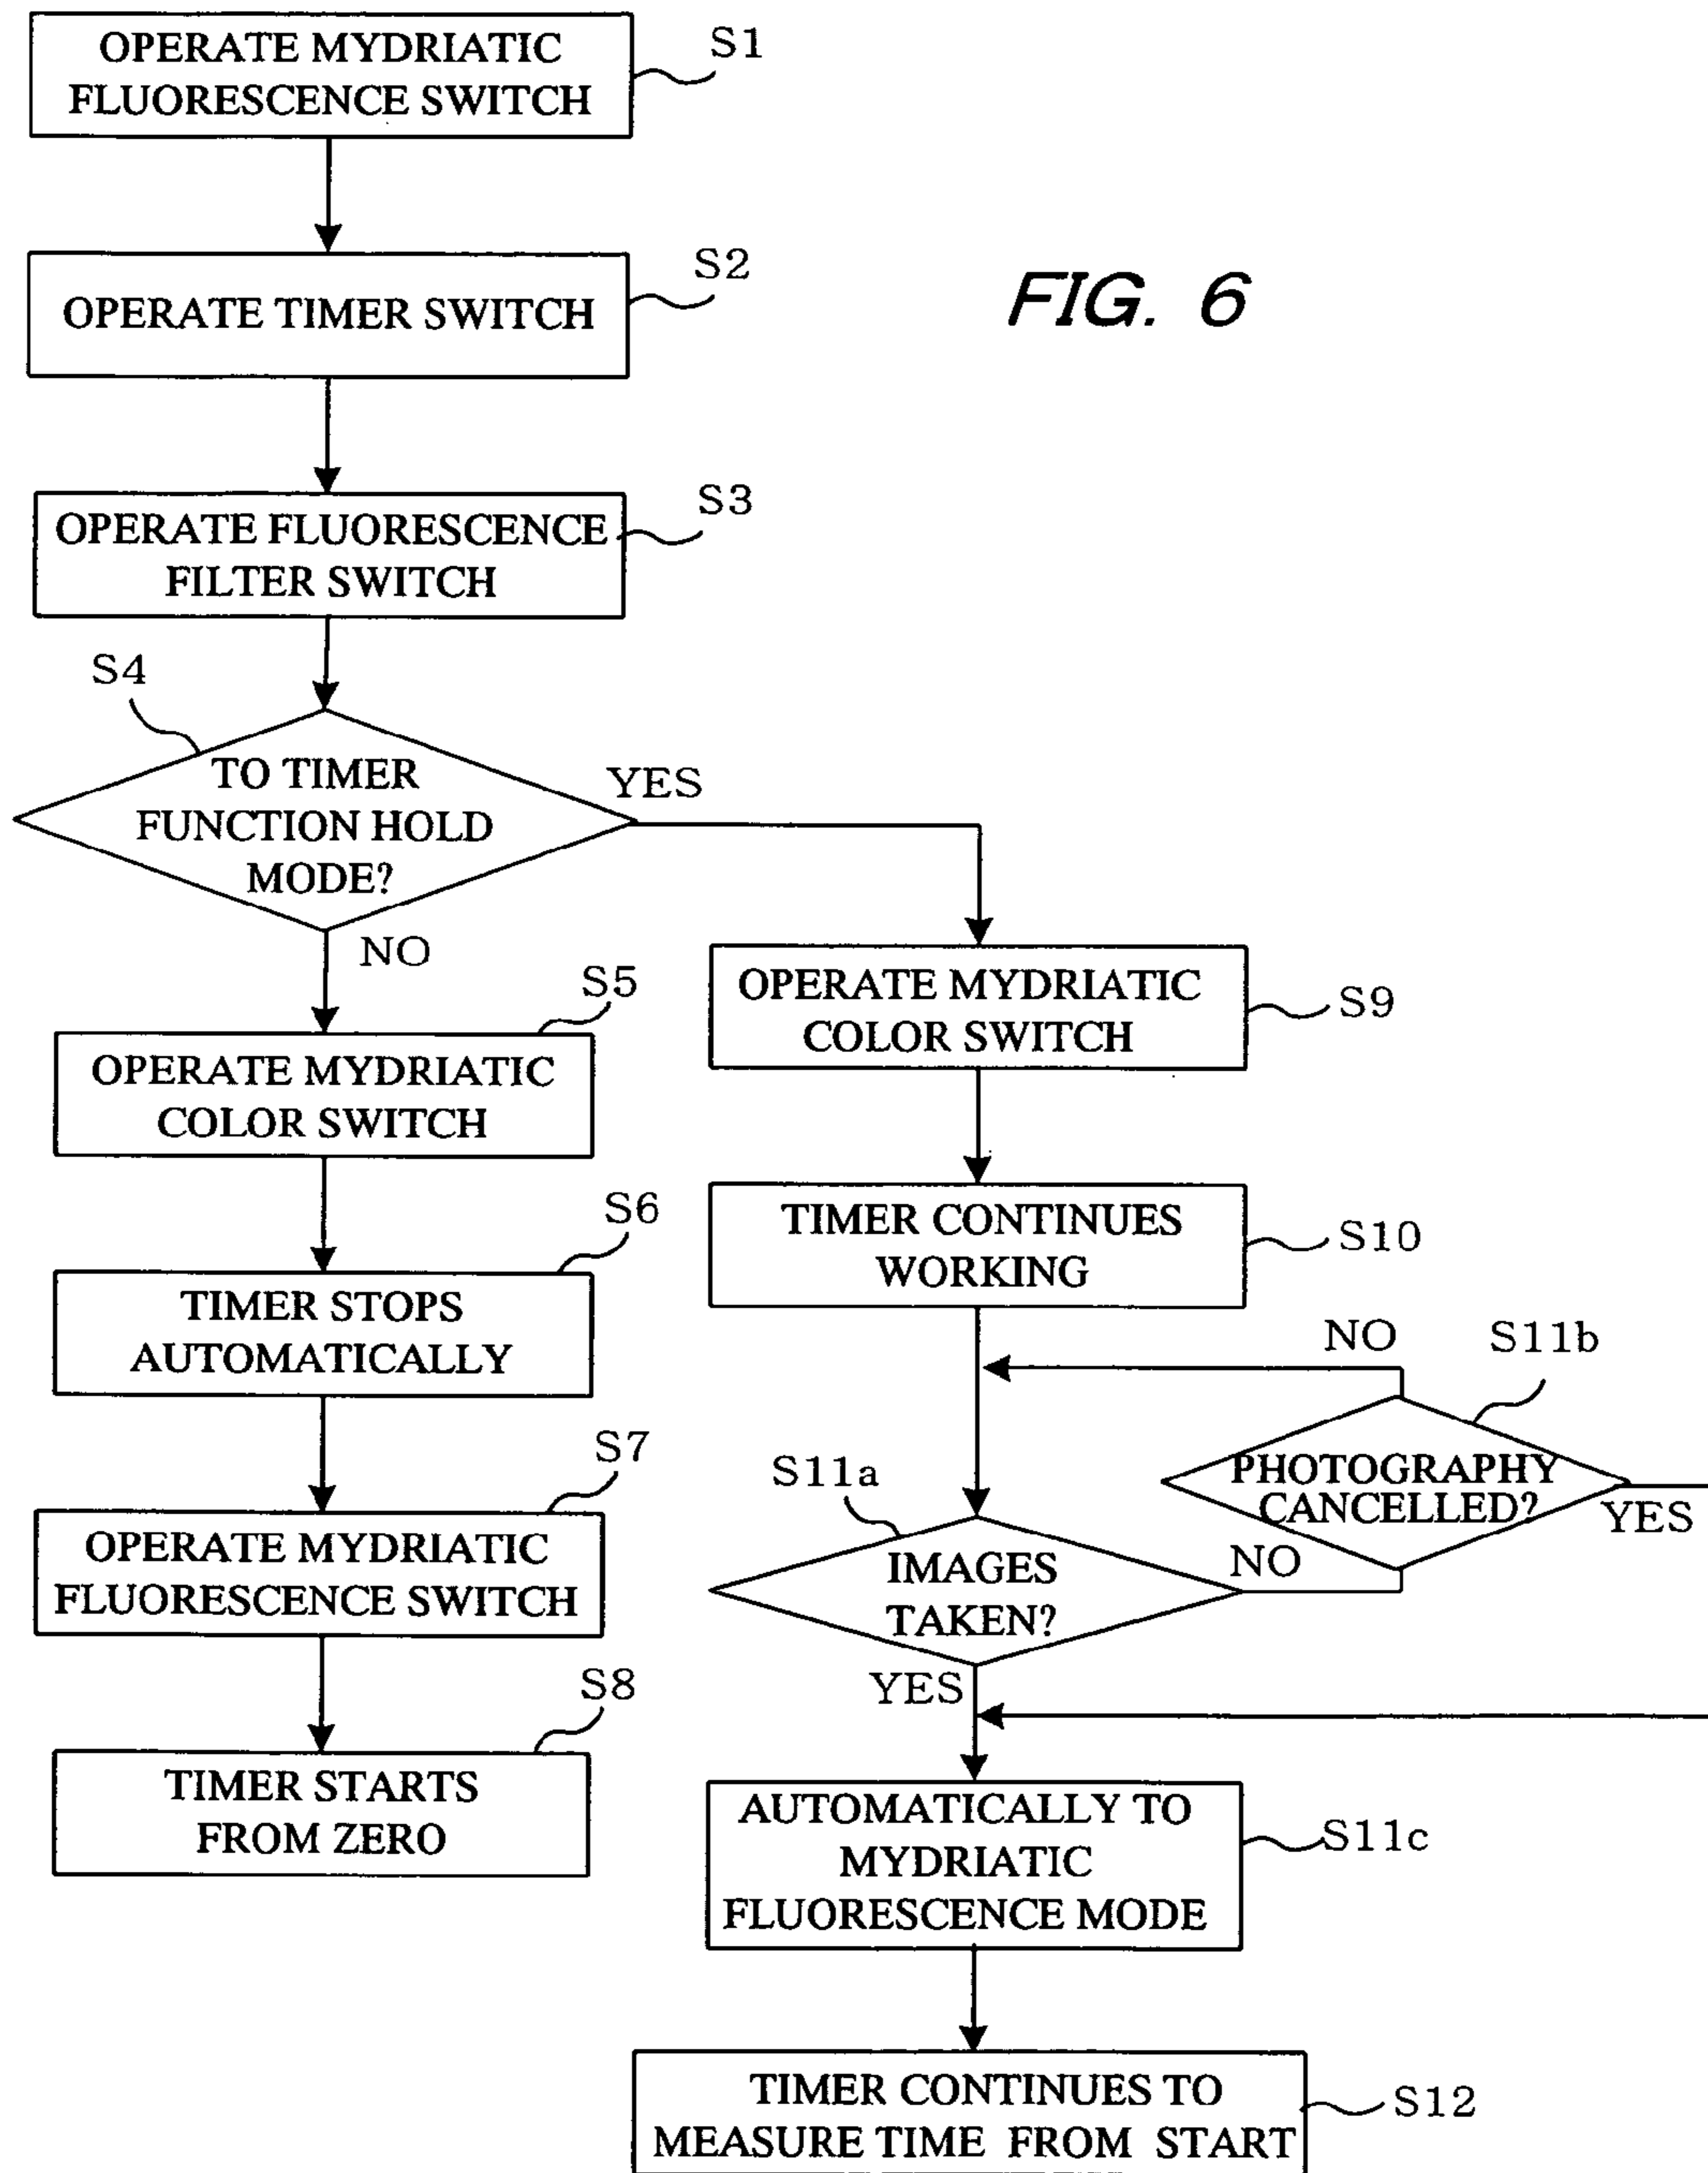 OPERATE MYDRIATIC
FLUORESCENCE SWITCH
S1
OPERATE TIMER SWITCH
S2
FIG. 6
OPERATE FLUORESCENCE
FILTER SWITCH
S3
S4
TO TIMER
FUNCTION HOLD
MODE?
YES
NO
S5
OPERATE MYDRIATIC
COLOR SWITCH
S6
TIMER STOPS
AUTOMATICALLY
S7
OPERATE MYDRIATIC
FLUORESCENCE SWITCH
S8
TIMER STARTS
FROM ZERO
OPERATE MYDRIATIC
COLOR SWITCH
S9
TIMER CONTINUES
WORKING
S10
NO
S11b
PHOTOGRAPHY
CANCELLED?
YES
S11a
IMAGES
TAKEN?
NO
YES
AUTOMATICALLY TO
MYDRIATIC
FLUORESCENCE MODE
S11c
TIMER CONTINUES TO
MEASURE TIME FROM START
S12